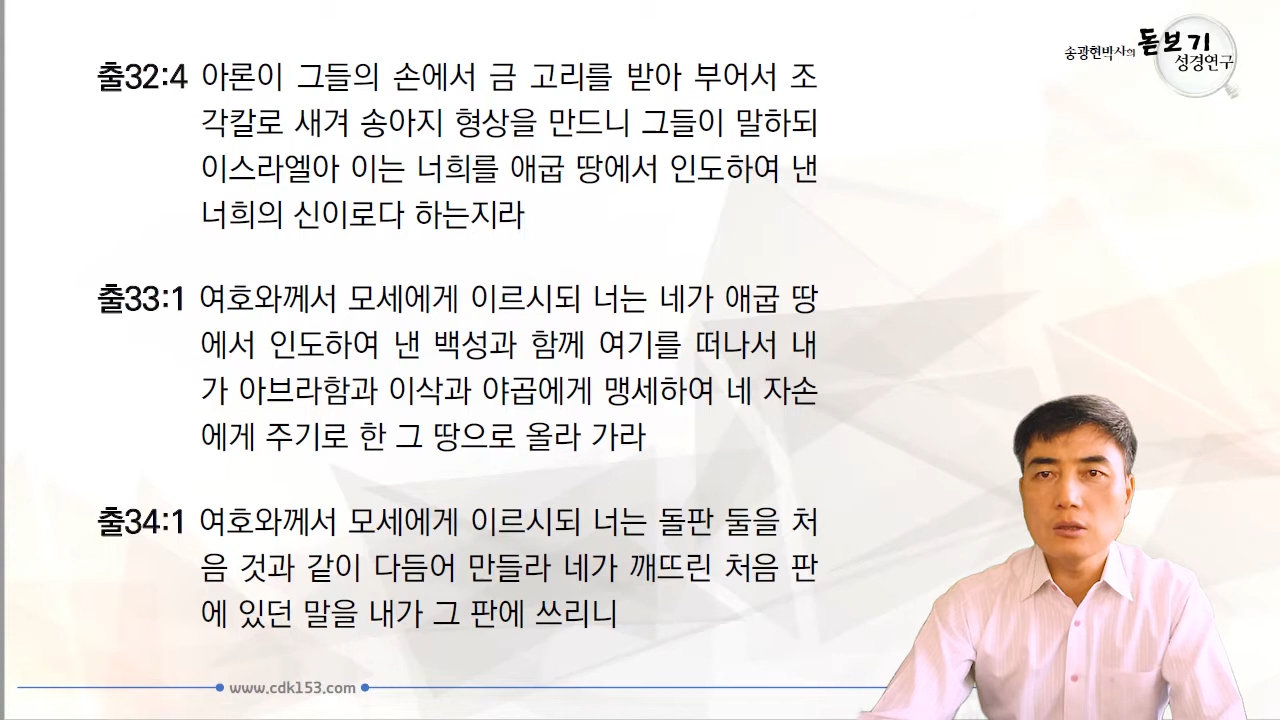 송광현박사의 돋보기
성경연구
출32:4 아론이 그들의 손에서 금 고리를 받아 부어서 조
각칼로 새겨 송아지 형상을 만드니 그들이 말하되
이스라엘아 이는 너희를 애굽 땅에서 인도하여 낸
너희의 신이로다 하는지라
출33:1 여호와께서 모세에게 이르시되 너는 네가 애굽 땅
에서 인도하여 낸 백성과 함께 여기를 떠나서 내
가 아브라함과 이삭과 야곱에게 맹세하여 네 자손
에게 주기로 한 그 땅으로 올라 가라
출34:1 여호와께서 모세에게 이르시되 너는 돌판 둘을 처
음 것과 같이 다듬어 만들라 네가 깨뜨린 처음 판
에 있던 말을 내가 그 판에 쓰리니
www.cdk153.com